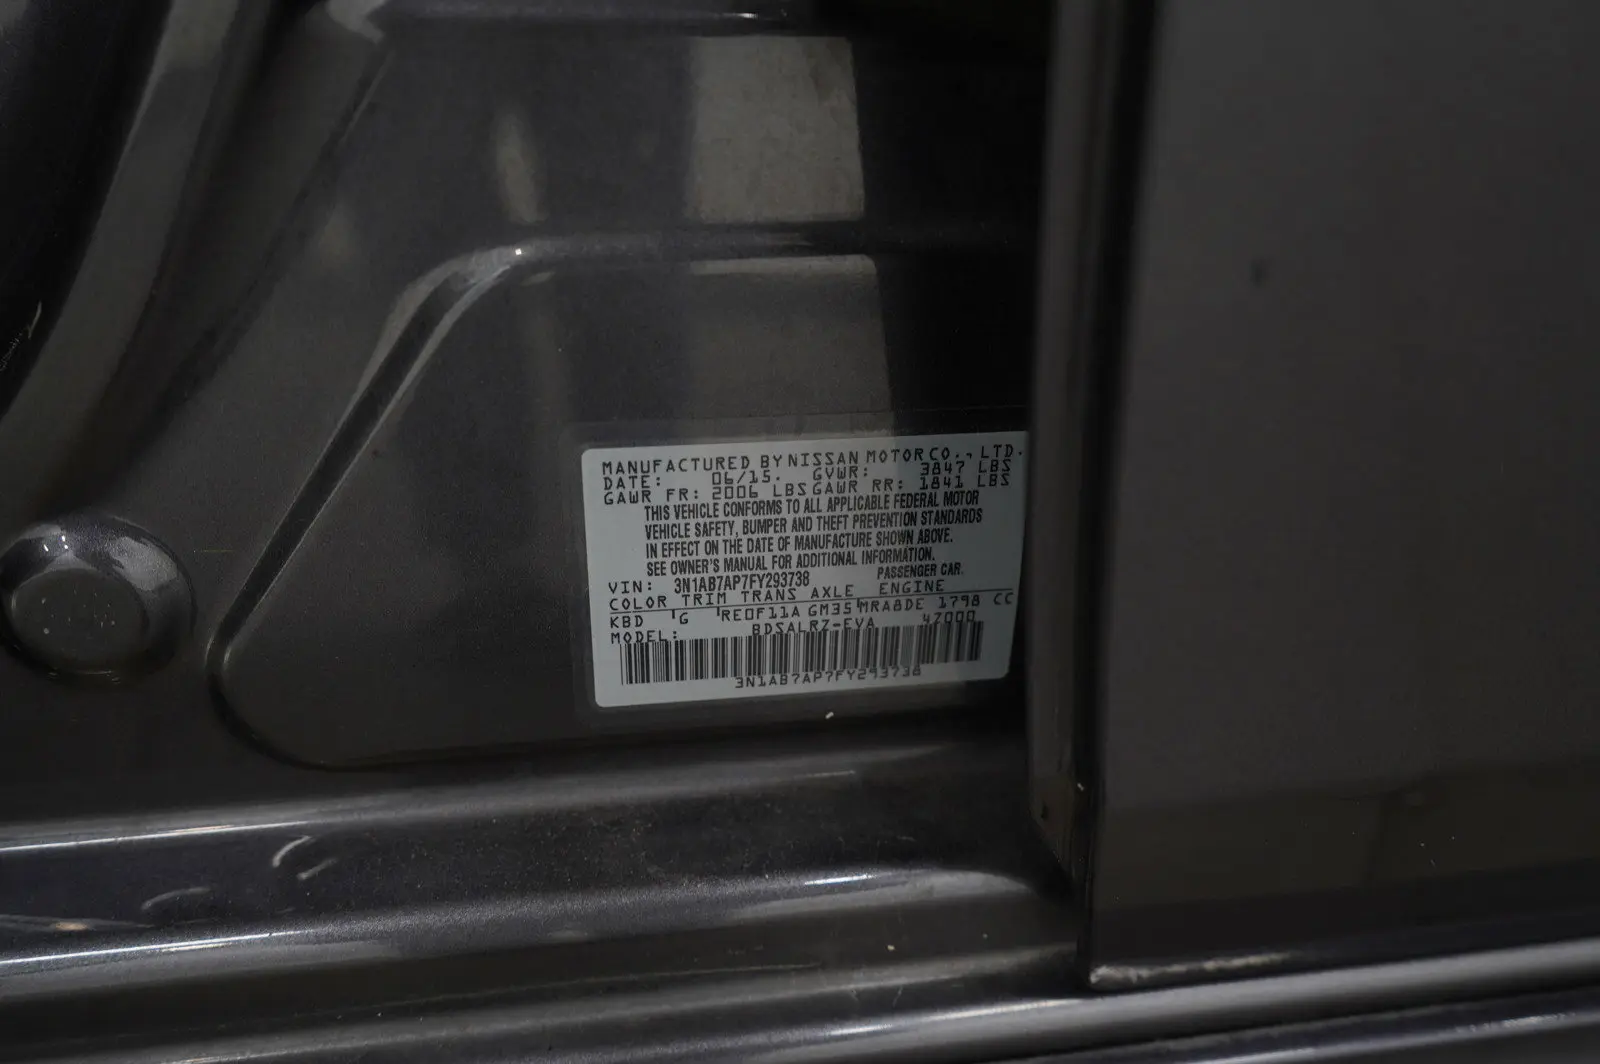 MANUFACTURED BY NISSAN MOTOR CO., LTD.
DATE: 06/15. GVWR: 3847 LBS
GAWR FR: 2006 LBS GAWR RR: 1841 LBS
THIS VEHICLE CONFORMS TO ALL APPLICABLE FEDERAL MOTOR
VEHICLE SAFETY, BUMPER AND THEFT PREVENTION STANDARDS
IN EFFECT ON THE DATE OF MANUFACTURE SHOWN ABOVE.
SEE OWNER'S MANUAL FOR ADDITIONAL INFORMATION.
VIN: 3N1AB7AP7FY293738 PASSENGER CAR.
COLOR TRIM TRANS AXLE ENGINE
KBD G RE0F11A GM35 MRA8DE 1798 CC
MODEL: BDSALRZ-EVA 4Z000
3N1AB7AP7FY293738